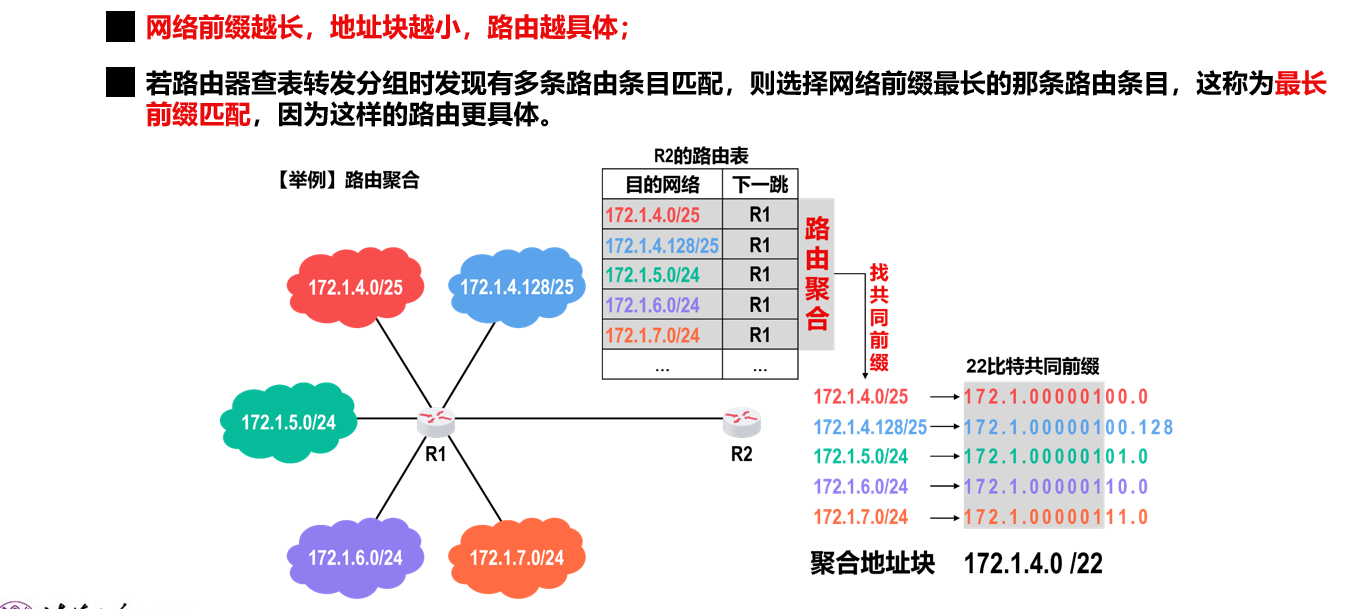 网络前缀越长，地址块越小，路由越具体；
若路由器查表转发分组时发现有多条路由条目匹配，则选择网络前缀最长的那条路由条目，这称为最长
前缀匹配，因为这样的路由更具体。
【举例】路由聚合
R2的路由表
目的网络 下一跳
172.1.4.0/25 R1
172.1.4.128/25 R1
172.1.5.0/24 R1
172.1.6.0/24 R1
172.1.7.0/24 R1
... ...
路由聚合
找共同前缀
172.1.4.0/25
172.1.4.128/25
172.1.5.0/24
172.1.6.0/24
172.1.7.0/24
R1
R2
22比特共同前缀
172.1.4.0/25 172.1.00000100.0
172.1.4.128/25 172.1.00000100.128
172.1.5.0/24 172.1.00000101.0
172.1.6.0/24 172.1.00000110.0
172.1.7.0/24 172.1.00000111.0
聚合地址块 172.1.4.0 /22